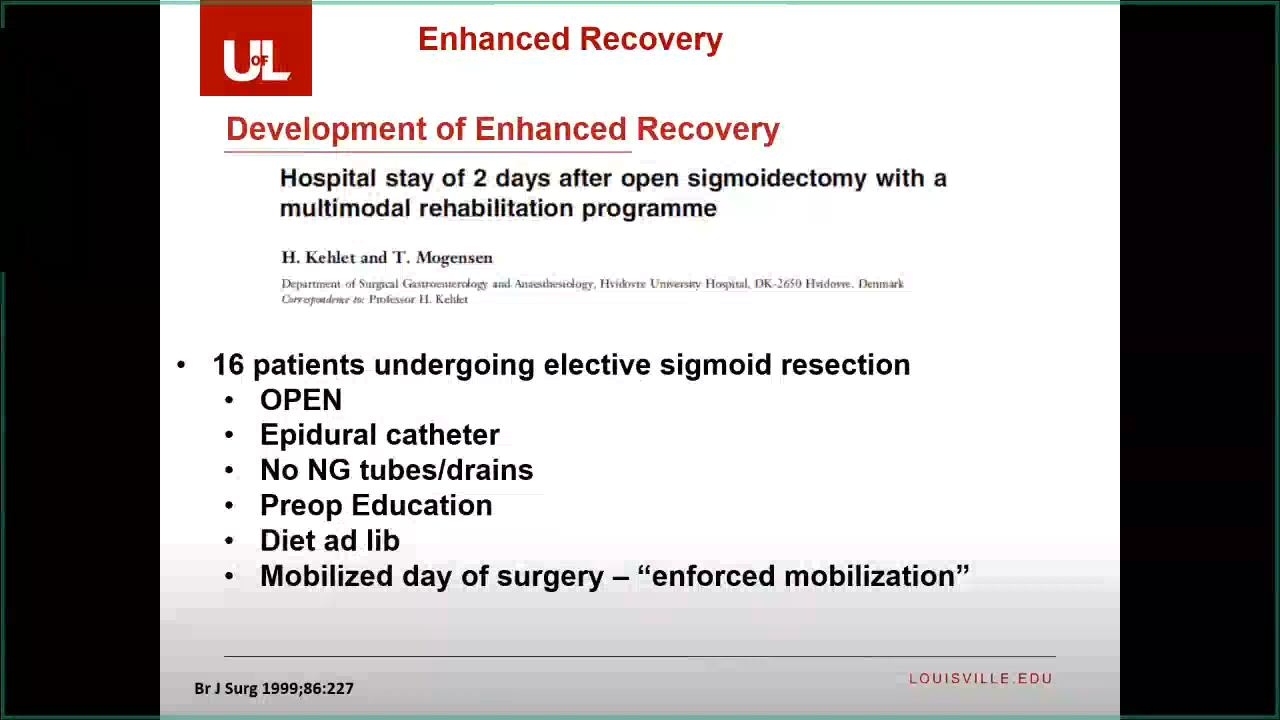 U OF L
Enhanced Recovery
Development of Enhanced Recovery
Hospital stay of 2 days after open sigmoidectomy with a
multimodal rehabilitation programme
H. Kehlet and T. Mogensen
Department of Surgical Gastroenterology and Anaesthesiology, Hvidovre University Hospital, DK-2650 Hvidovre, Denmark
Correspondence to: Professor H. Kehlet
• 16 patients undergoing elective sigmoid resection
• OPEN
• Epidural catheter
• No NG tubes/drains
• Preop Education
• Diet ad lib
• Mobilized day of surgery – “enforced mobilization”
Br J Surg 1999;86:227
LOUISVILLE.EDU